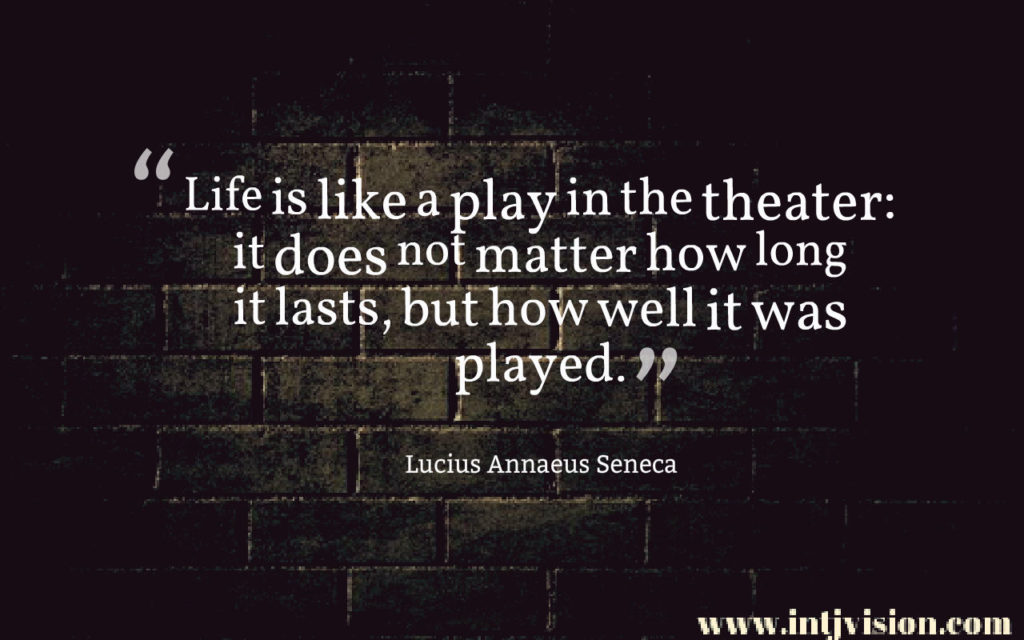 “Life is like a play in the theater:
it does not matter how long
it lasts, but how well it was
played.”
Lucius Annaeus Seneca
www.intjvision.com